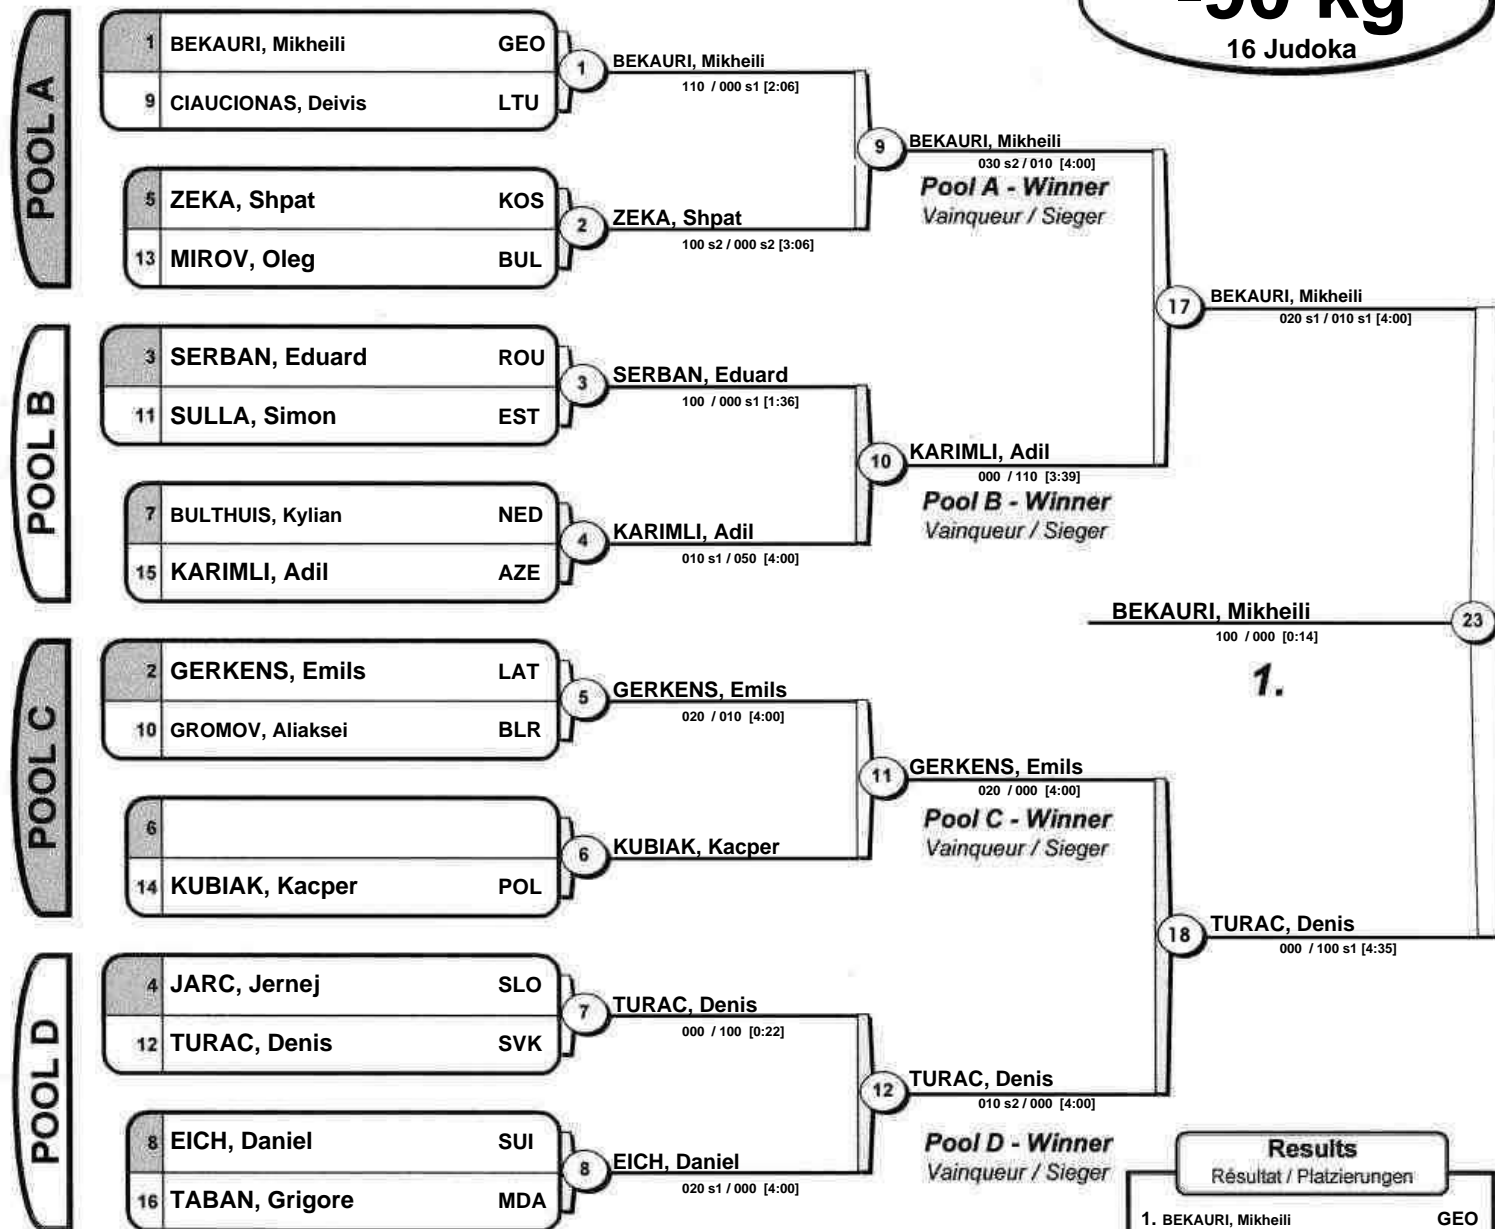 -90 kg
16 Judoka
POOL A
1 BEKAURI, Mikheili GEO
9 CIAUCIONAS, Deivis LTU
5 ZEKA, Shpat KOS
13 MIROV, Oleg BUL
1
BEKAURI, Mikheili
110 / 000 s1 [2:06]
2
ZEKA, Shpat
100 s2 / 000 s2 [3:06]
9
BEKAURI, Mikheili
030 s2 / 010 [4:00]
Pool A - Winner
Vainqueur / Sieger
POOL B
3 SERBAN, Eduard ROU
11 SULLA, Simon EST
7 BULTHUIS, Kylian NED
15 KARIMLI, Adil AZE
3
SERBAN, Eduard
100 / 000 s1 [1:36]
4
KARIMLI, Adil
010 s1 / 050 [4:00]
10
KARIMLI, Adil
000 / 110 [3:39]
Pool B - Winner
Vainqueur / Sieger
17
BEKAURI, Mikheili
020 s1 / 010 s1 [4:00]
BEKAURI, Mikheili
23
100 / 000 [0:14]
1.
POOL C
2 GERKENS, Emils LAT
10 GROMOV, Aliaksei BLR
6
14 KUBIAK, Kacper POL
5
GERKENS, Emils
020 / 010 [4:00]
6
KUBIAK, Kacper
11
GERKENS, Emils
020 / 000 [4:00]
Pool C - Winner
Vainqueur / Sieger
POOL D
4 JARC, Jernej SLO
12 TURAC, Denis SVK
8 EICH, Daniel SUI
16 TABAN, Grigore MDA
7
TURAC, Denis
000 / 100 [0:22]
8
EICH, Daniel
020 s1 / 000 [4:00]
12
TURAC, Denis
010 s2 / 000 [4:00]
Pool D - Winner
Vainqueur / Sieger
18
TURAC, Denis
000 / 100 s1 [4:35]
Results
Résultat / Platzierungen
1. BEKAURI, Mikheili GEO